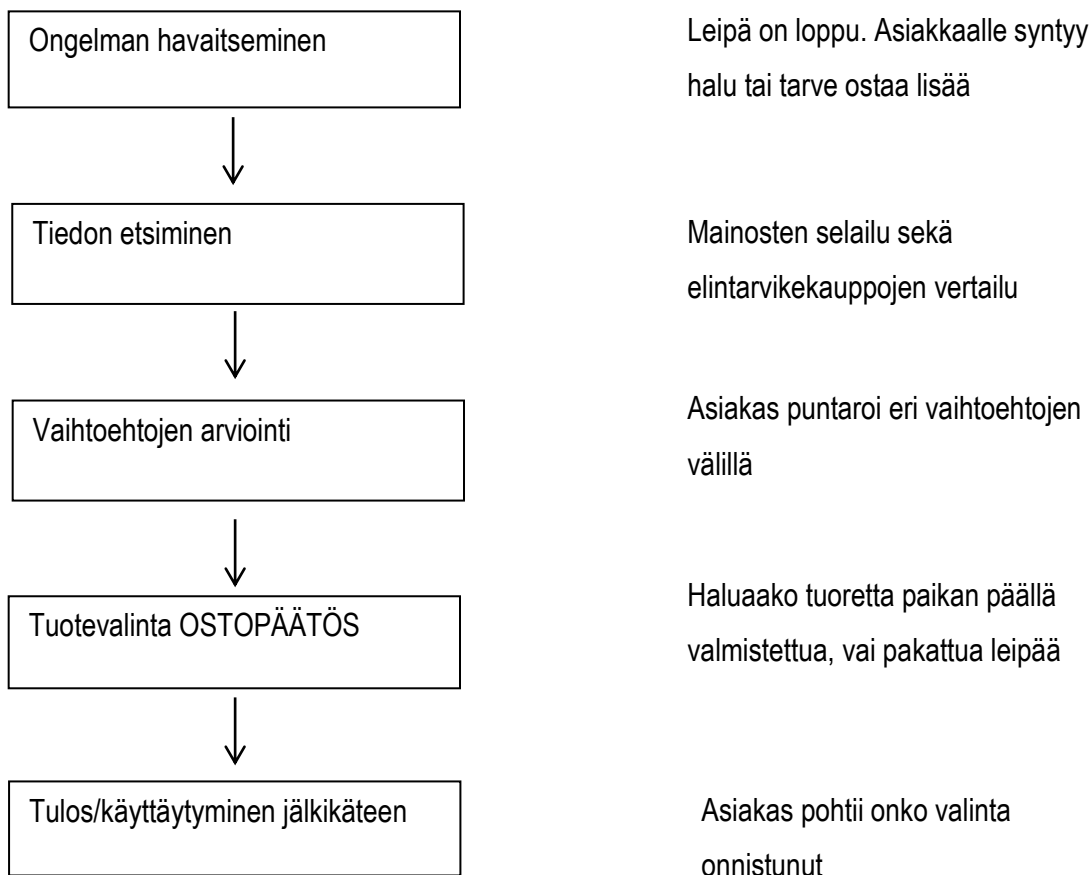 Ongelman havaitseminen
Leipä on loppu. Asiakkaalle syntyy
halu tai tarve ostaa lisää
Tiedon etsiminen
Mainosten selailu sekä
elintarvikekauppojen vertailu
Vaihtoehtojen arviointi
Asiakas puntaroi eri vaihtoehtojen
välillä
Tuotevalinta OSTOPÄÄTÖS
Haluaako tuoretta paikan päällä
valmistettua, vai pakattua leipää
Tulos/käyttäytyminen jälkikäteen
Asiakas pohtii onko valinta
onnistunut